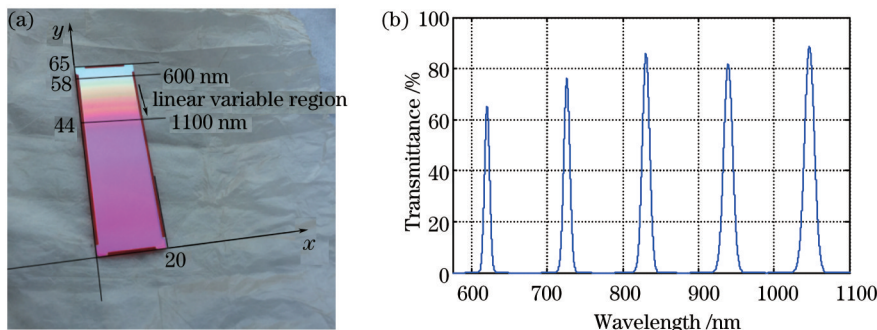 (a)
y
65
58
600 nm
linear variable region
44
1100 nm
x
20
(b)
100
80
60
40
20
0
Transmittance /%
600
700
800
900
1000
1100
Wavelength /nm